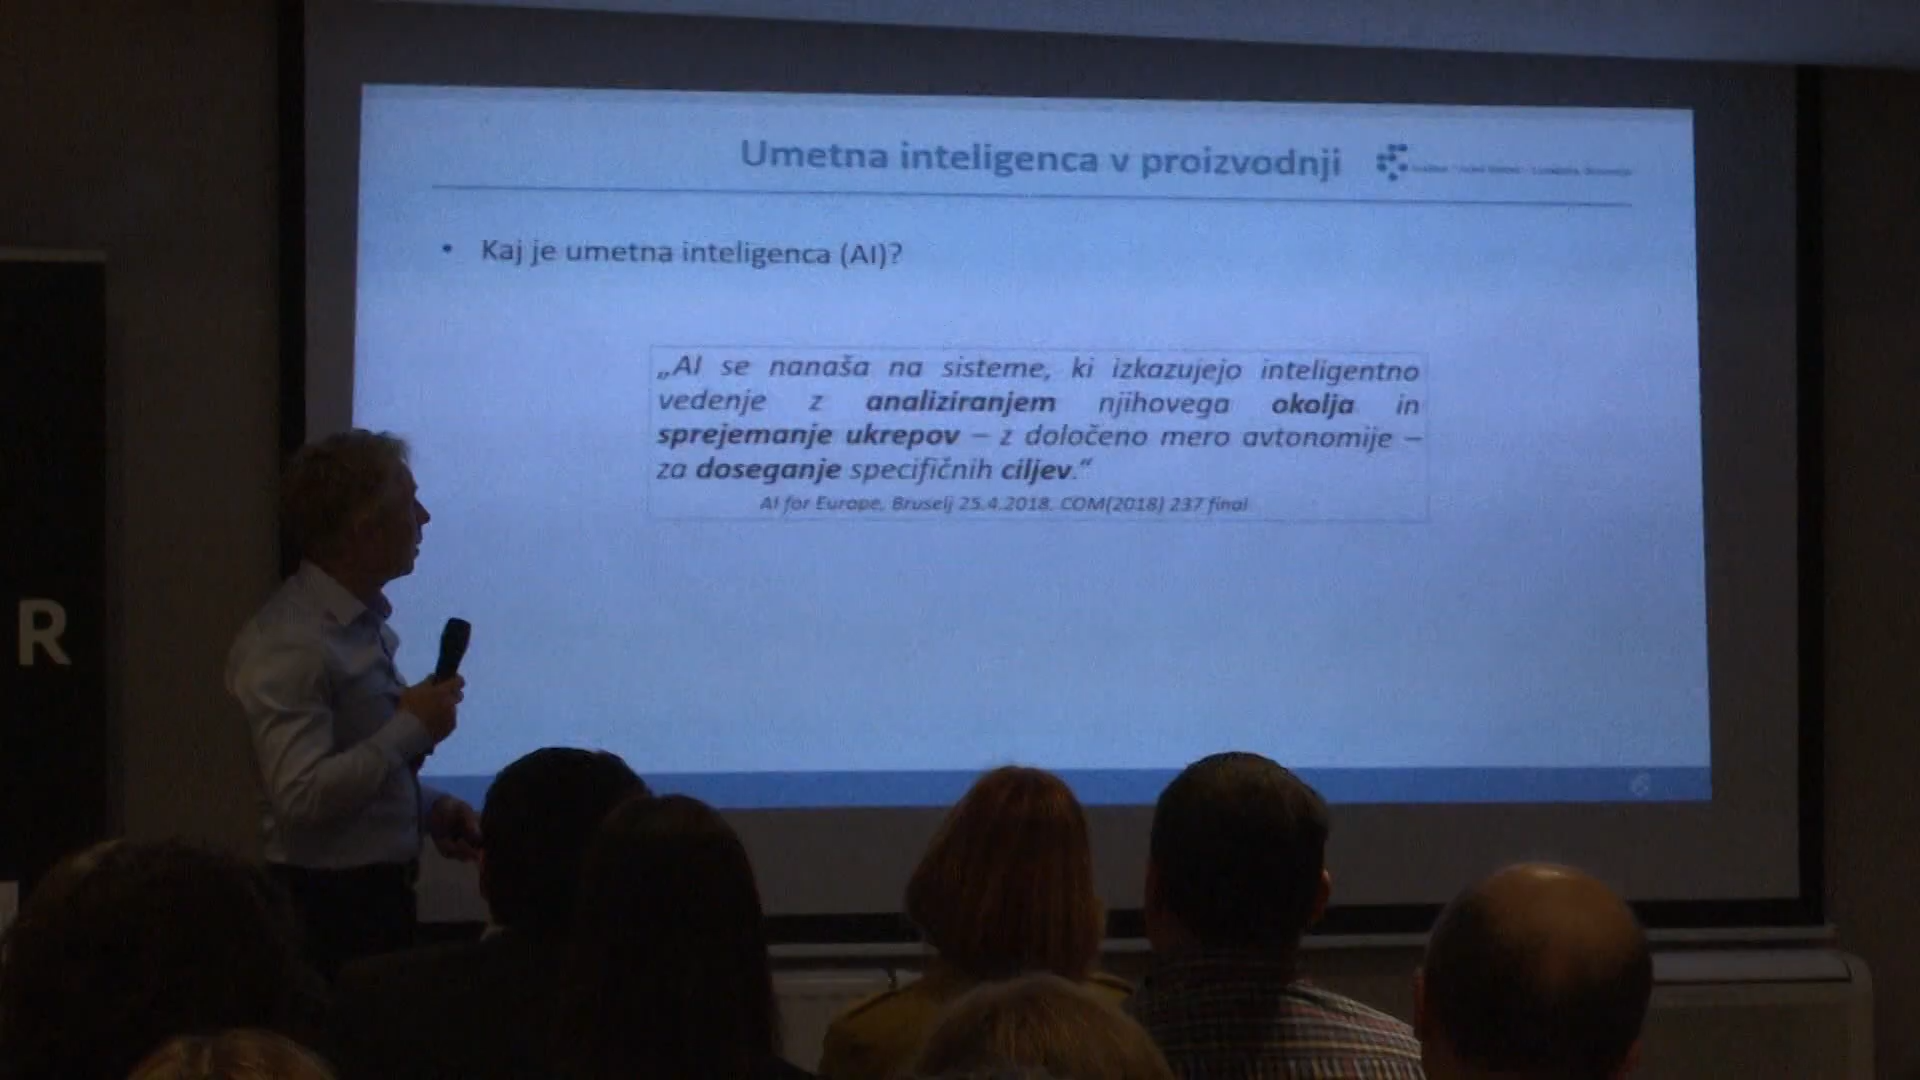 Umetna inteligenca v proizvodnji
• Kaj je umetna inteligenca (AI)?
„AI se nanaša na sisteme, ki izkazujejo inteligentno
vedenje z analiziranjem njihovega okolja in
sprejemanje ukrepov – z določeno mero avtonomije –
za doseganje specifičnih ciljev.“
AI for Europe, Bruselj 25.4.2018. COM(2018) 237 final
R